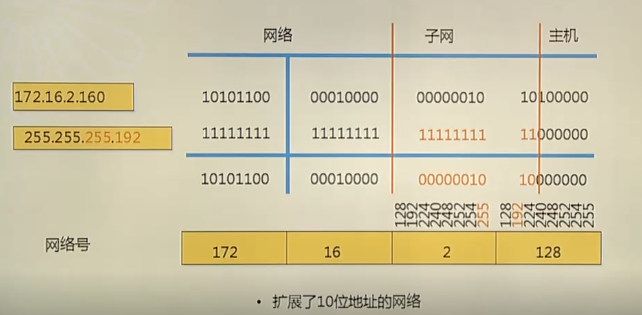 网络 子网 主机
172.16.2.160 10101100 00010000 00000010 10100000
255.255.255.192 11111111 11111111 11111111 11000000
10101100 00010000 00000010 10000000
128 192 224 240 248 252 254 255 128 192 224 240 248 252 254 255
网络号 172 16 2 128
• 扩展了10位地址的网络